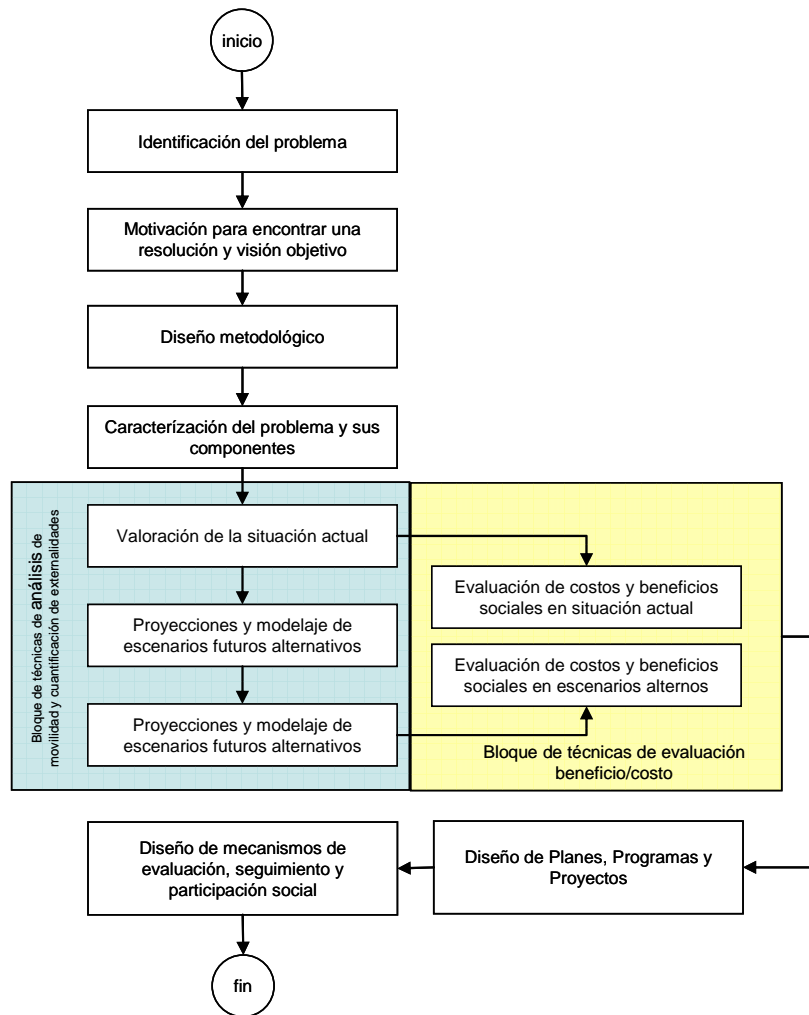 inicio
Identificación del problema
Motivación para encontrar una
resolución y visión objetivo
Diseño metodológico
Caracterízación del problema y sus
componentes
Bloque de técnicas de análisis de
movilidad y cuantificación de externalidades
Valoración de la situación actual
Proyecciones y modelaje de
escenarios futuros alternativos
Proyecciones y modelaje de
escenarios futuros alternativos
Evaluación de costos y beneficios
sociales en situación actual
Evaluación de costos y beneficios
sociales en escenarios alternos
Bloque de técnicas de evaluación
beneficio/costo
Diseño de Planes, Programas y
Proyectos
Diseño de mecanismos de
evaluación, seguimiento y
participación social
fin